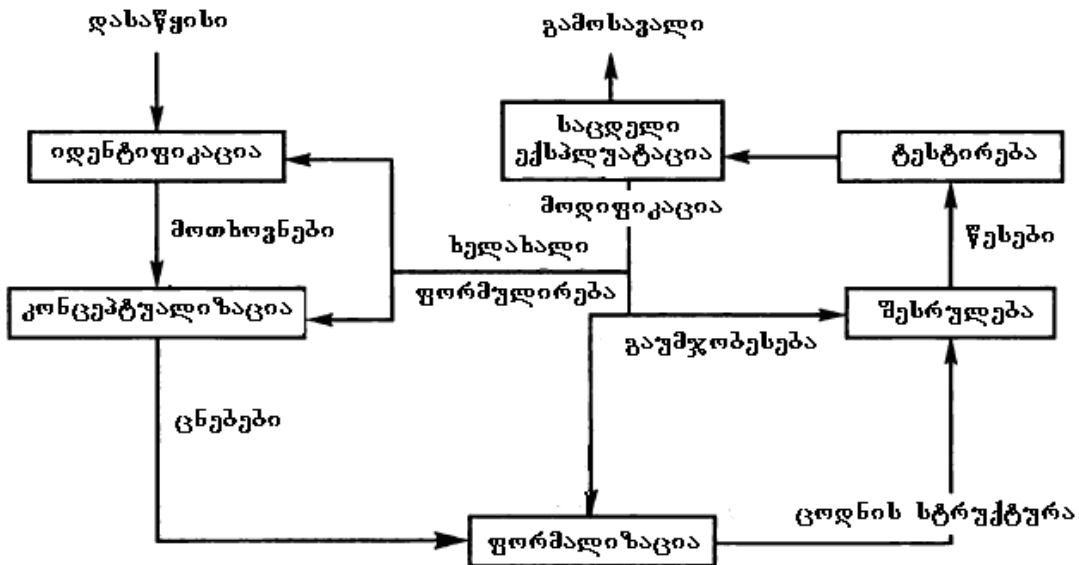 დასაწყისი
გამოსავალი
იდენტიფიკაცია
საცდელი
ექსპლუატაცია
ტესტირება
მოთხოვნები
მოდიფიკაცია
წესები
ხელახალი
ფორმულირება
კონცეპტუალიზაცია
შესრულება
გაუმჯობესება
ცნებები
ცოდნის სტრუქტურა
ფორმალიზაცია